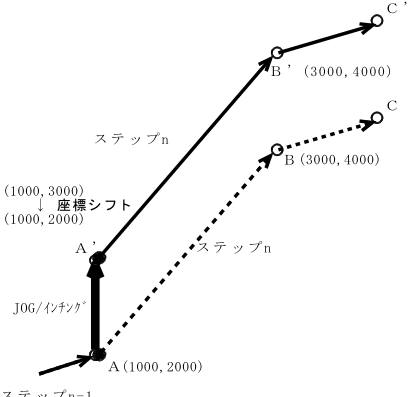 C'
B' (3000,4000)
C
ステップn
B (3000,4000)
(1000,3000)
↓ 座標シフト
(1000,2000)
A'
ステップn
JOG/インチング
A(1000,2000)
ステップn-1